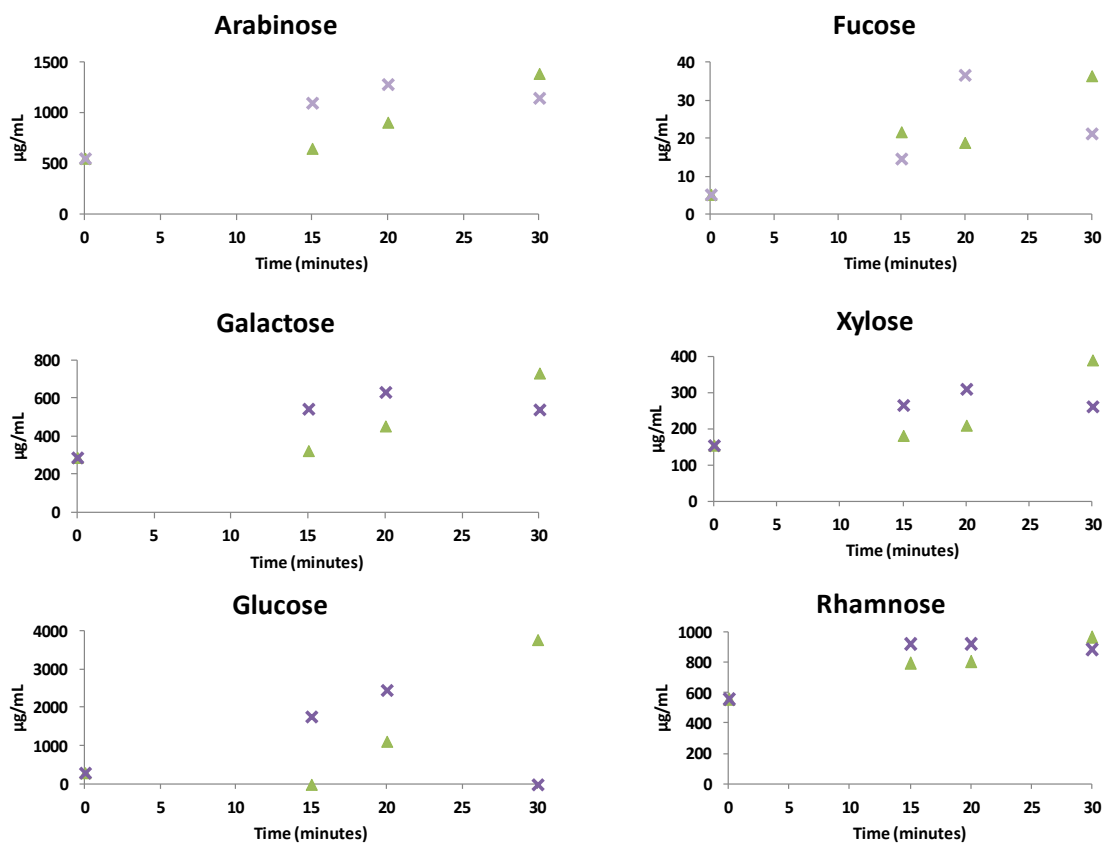 Arabinose
µg/mL
1500
1000
500
0
0 5 10 15 20 25 30
Time (minutes)
Fucose
µg/mL
40
30
20
10
0
0 5 10 15 20 25 30
Time (minutes)
Galactose
µg/mL
800
600
400
200
0
0 5 10 15 20 25 30
Time (minutes)
Xylose
µg/mL
400
300
200
100
0
0 5 10 15 20 25 30
Time (minutes)
Glucose
µg/mL
4000
3000
2000
1000
0
0 5 10 15 20 25 30
Time (minutes)
Rhamnose
µg/mL
1000
800
600
400
200
0
0 5 10 15 20 25 30
Time (minutes)